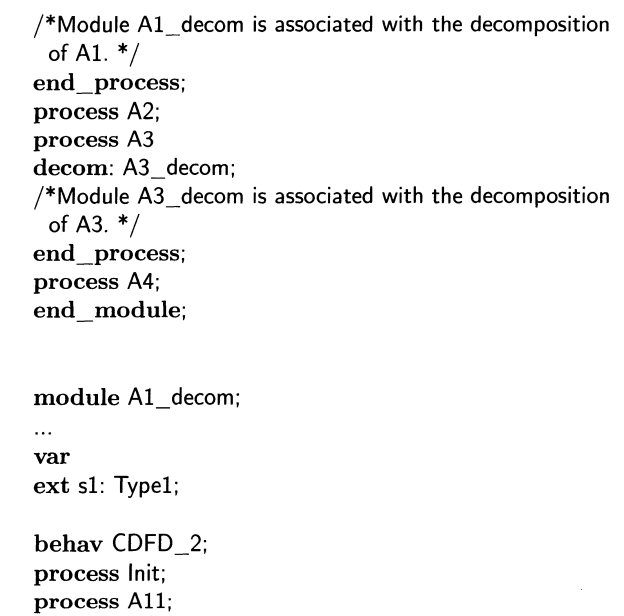 /*Module A1_decom is associated with the decomposition
of A1. */
end_process;
process A2;
process A3
decom: A3_decom;
/*Module A3_decom is associated with the decomposition
of A3. */
end_process;
process A4;
end_module;
module A1_decom;
...
var
ext s1: Type1;
behav CDFD_2;
process Init;
process A11;